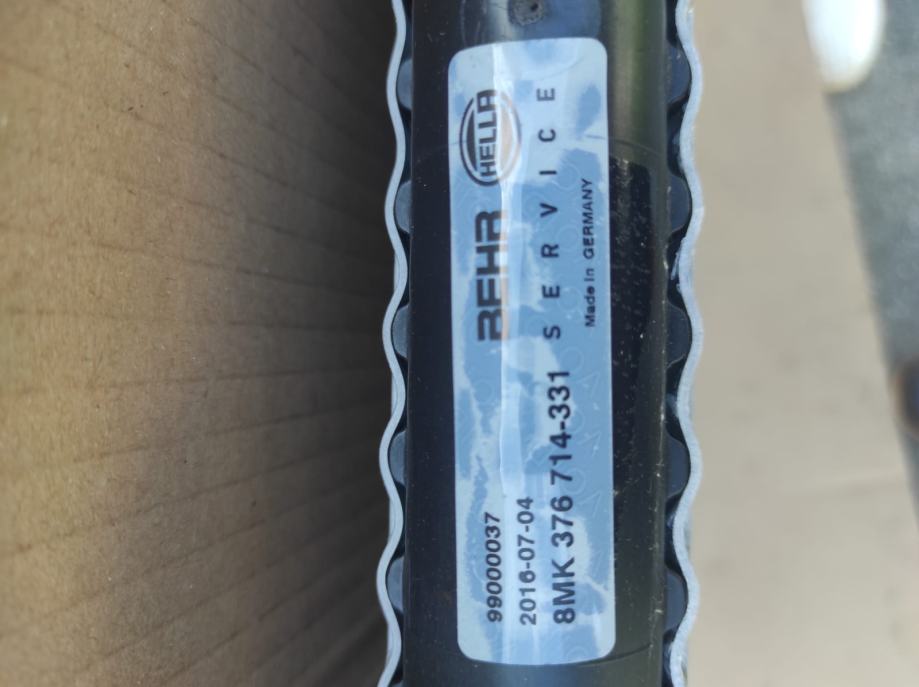 99000037
2016-07-04
8MK 376 714-331
BEHR HELLA
SERVICE
Made in GERMANY